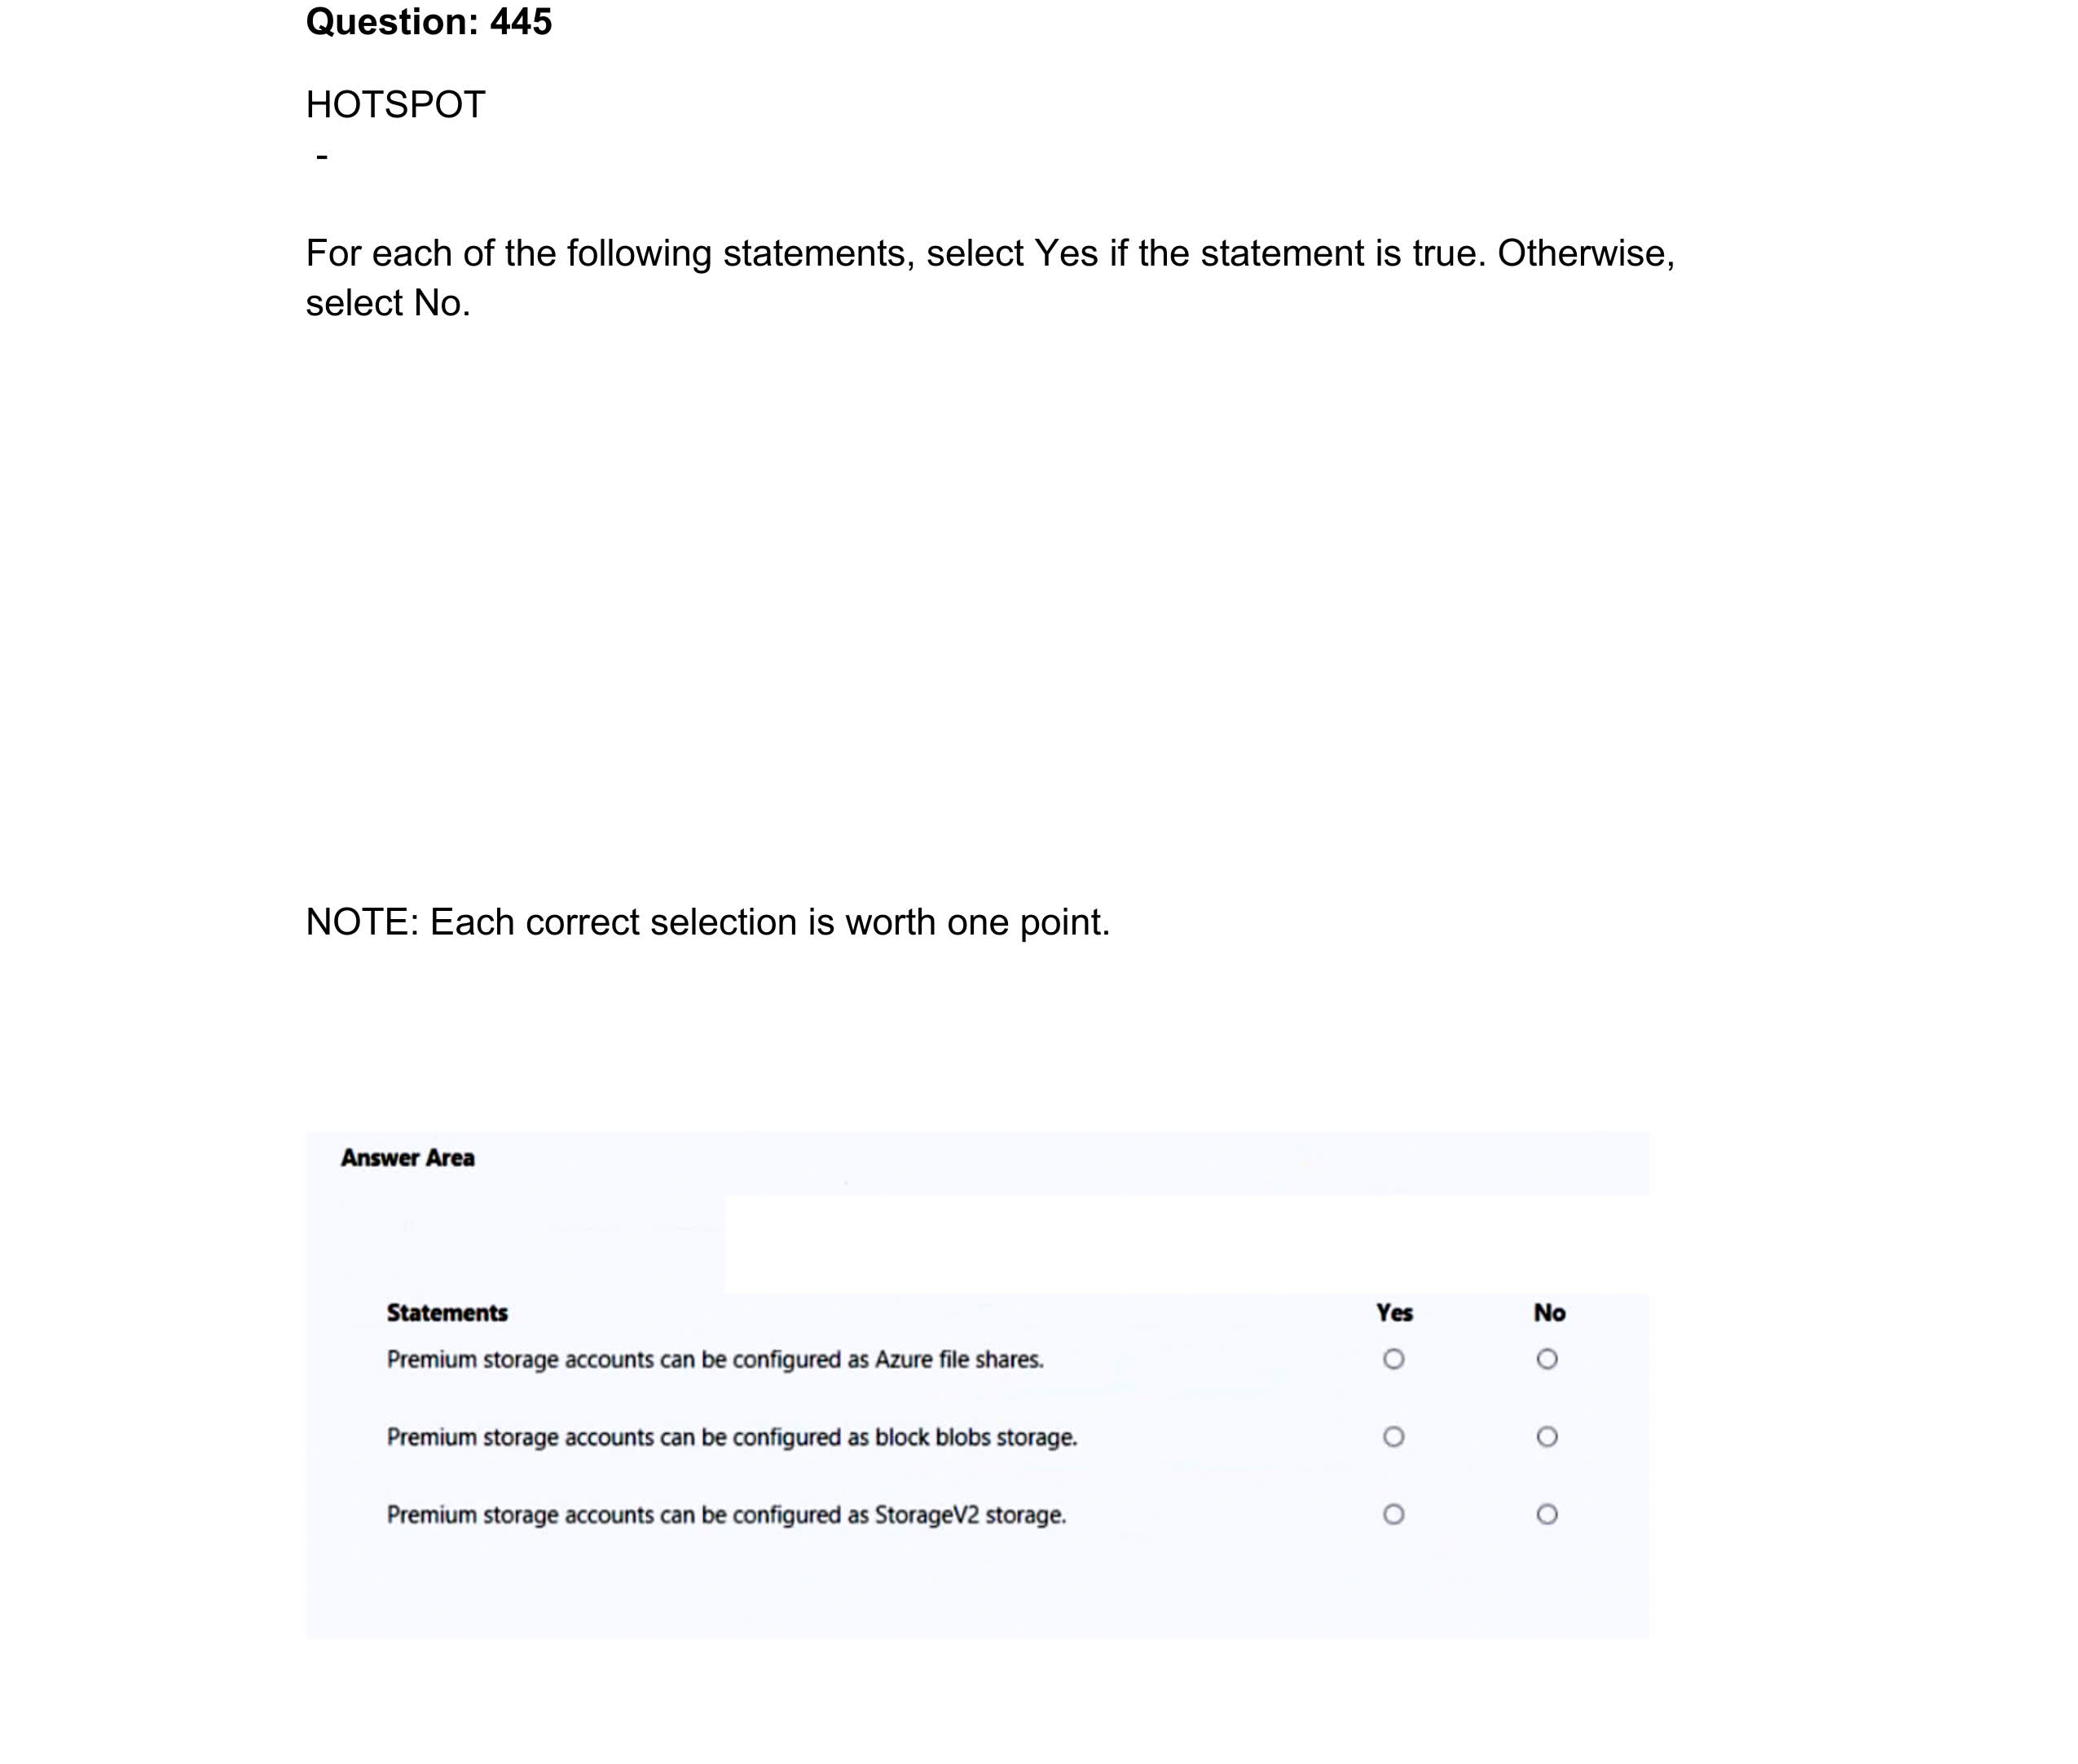 Question: 445
HOTSPOT
-
For each of the following statements, select Yes if the statement is true. Otherwise,
select No.
NOTE: Each correct selection is worth one point.
Answer Area
Statements Yes No
Premium storage accounts can be configured as Azure file shares.
Premium storage accounts can be configured as block blobs storage.
Premium storage accounts can be configured as StorageV2 storage.